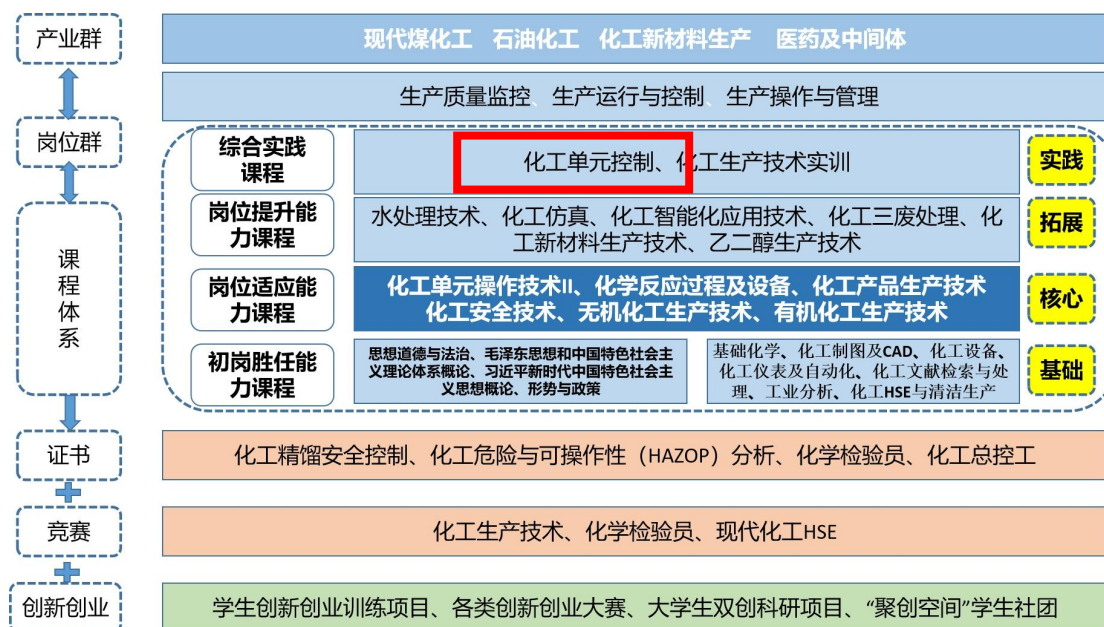 产业群
现代煤化工 石油化工 化工新材料生产 医药及中间体
生产质量监控、生产运行与控制、生产操作与管理
岗位群
综合实践
课程
化工单元控制、化工生产技术实训
实践
岗位提升能
力课程
水处理技术、化工仿真、化工智能化应用技术、化工三废处理、化
工新材料生产技术、乙二醇生产技术
拓展
课
程
体
系
岗位适应能
力课程
化工单元操作技术II、化学反应过程及设备、化工产品生产技术
化工安全技术、无机化工生产技术、有机化工生产技术
核心
初岗胜任能
力课程
思想道德与法治、毛泽东思想和中国特色社会主
义理论体系概论、习近平新时代中国特色社会主
义思想概论、形势与政策
基础化学、化工制图及CAD、化工设备、
化工仪表及自动化、化工文献检索与处
理、工业分析、化工HSE与清洁生产
基础
证书
化工精馏安全控制、化工危险与可操作性（HAZOP）分析、化学检验员、化工总控工
竞赛
化工生产技术、化学检验员、现代化工HSE
创新创业
学生创新创业训练项目、各类创新创业大赛、大学生双创科研项目、“聚创空间”学生社团